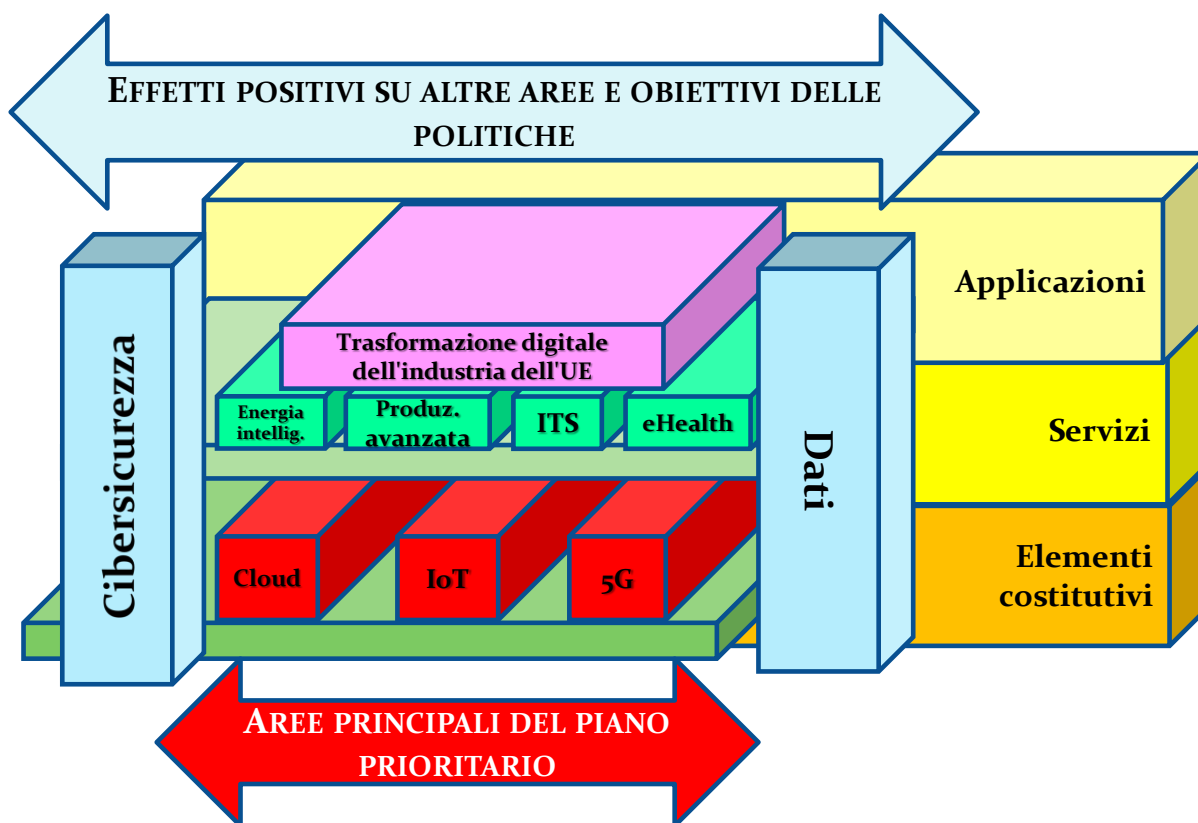 EFFETTI POSITIVI SU ALTRE AREE E OBIETTIVI DELLE
POLITICHE
Applicazioni
Cibersicurezza
Trasformazione digitale
dell'industria dell'UE
Energia
intellig.
Produz.
avanzata
ITS
eHealth
Dati
Servizi
Cloud
IoT
5G
Elementi
costitutivi
AREE PRINCIPALI DEL PIANO
PRIORITARIO